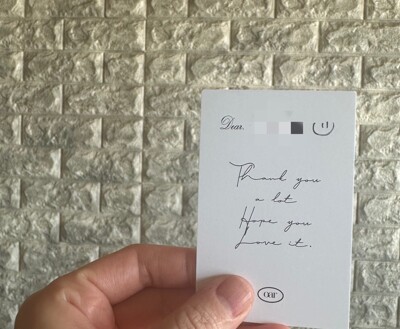 Dear.
Thank you
a lot
Hope you
Love it.